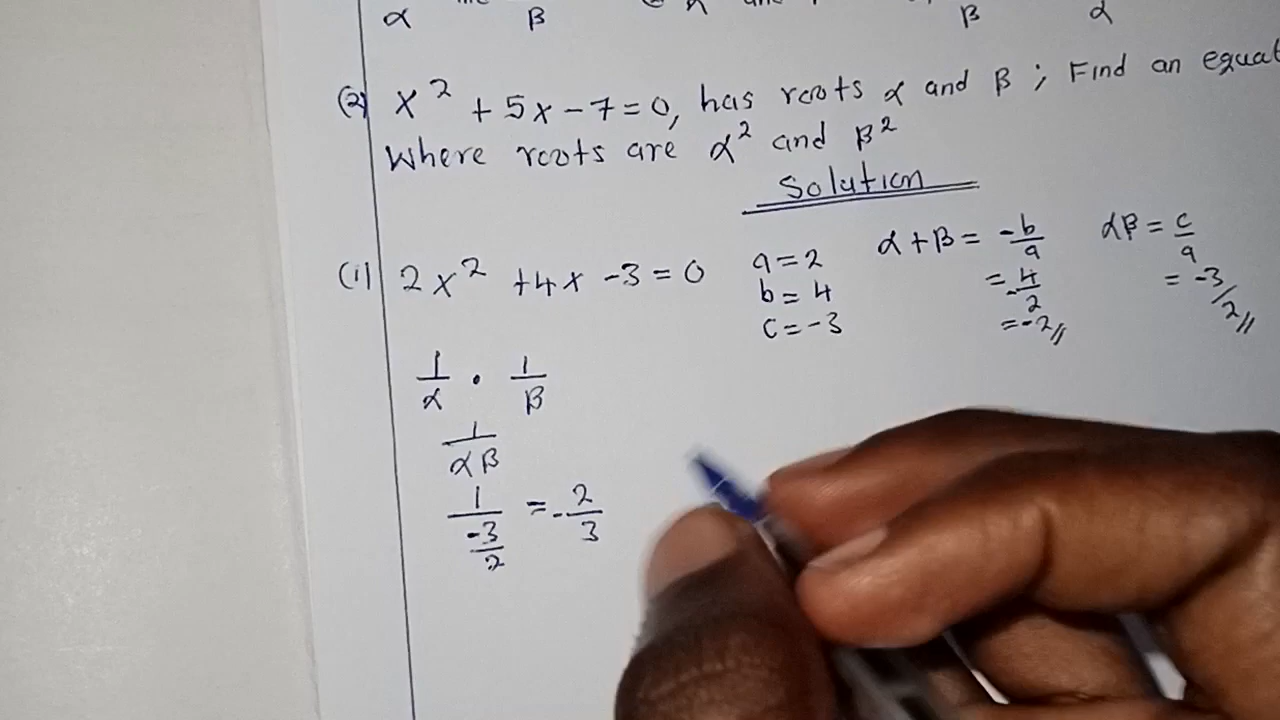 α β β α
(2) x² + 5x - 7 = 0, has roots α and β ; Find an equat
Where roots are α² and β²
Solution
(i) 2x² + 4x - 3 = 0
a = 2
b = 4
c = -3
α + β = -b/a
= -4/2
= -2//
αβ = c/a
= -3/2//
1/α · 1/β
1/αβ
1/(-3/2) = -2/3